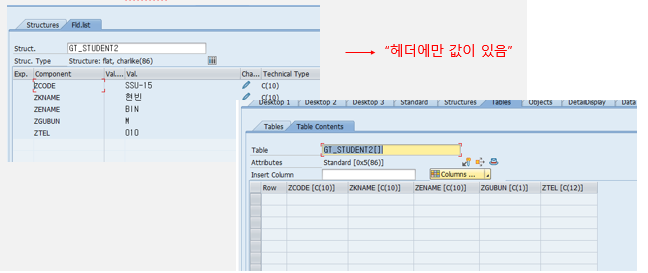 Structures Fld.list
Struct. GT_STUDENT2
Struc. Type Structure: flat, charlike(86)
Exp. Component Val.... Val. Cha... Technical Type
ZCODE SSU-15 C(10)
ZKNAME 현빈 C(10)
ZENAME BIN
ZGUBUN M
ZTEL 010
"헤더에만 값이 있음"
Desktop 1 Desktop 2 Desktop 3 Standard Structures Tables Objects DetailDisplay Data
Tables Table Contents
Table GT_STUDENT2[]
Attributes Standard [0x5(86)]
Insert Column Columns ...
Row ZCODE [C(10)] ZKNAME [C(10)] ZENAME [C(10)] ZGUBUN [C(1)] ZTEL [C(12)]